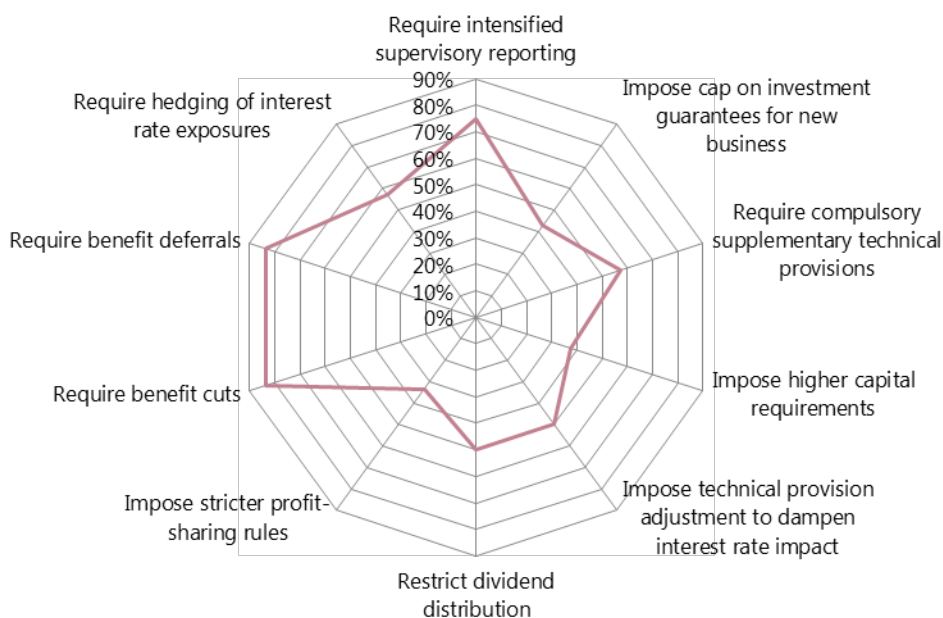 Require intensified
supervisory reporting
Impose cap on investment
guarantees for new
business
Require compulsory
supplementary technical
provisions
Impose higher capital
requirements
Impose technical provision
adjustment to dampen
interest rate impact
Restrict dividend
distribution
Impose stricter profit-
sharing rules
Require benefit cuts
Require benefit deferrals
Require hedging of interest
rate exposures
90%
80%
70%
60%
50%
40%
30%
20%
10%
0%